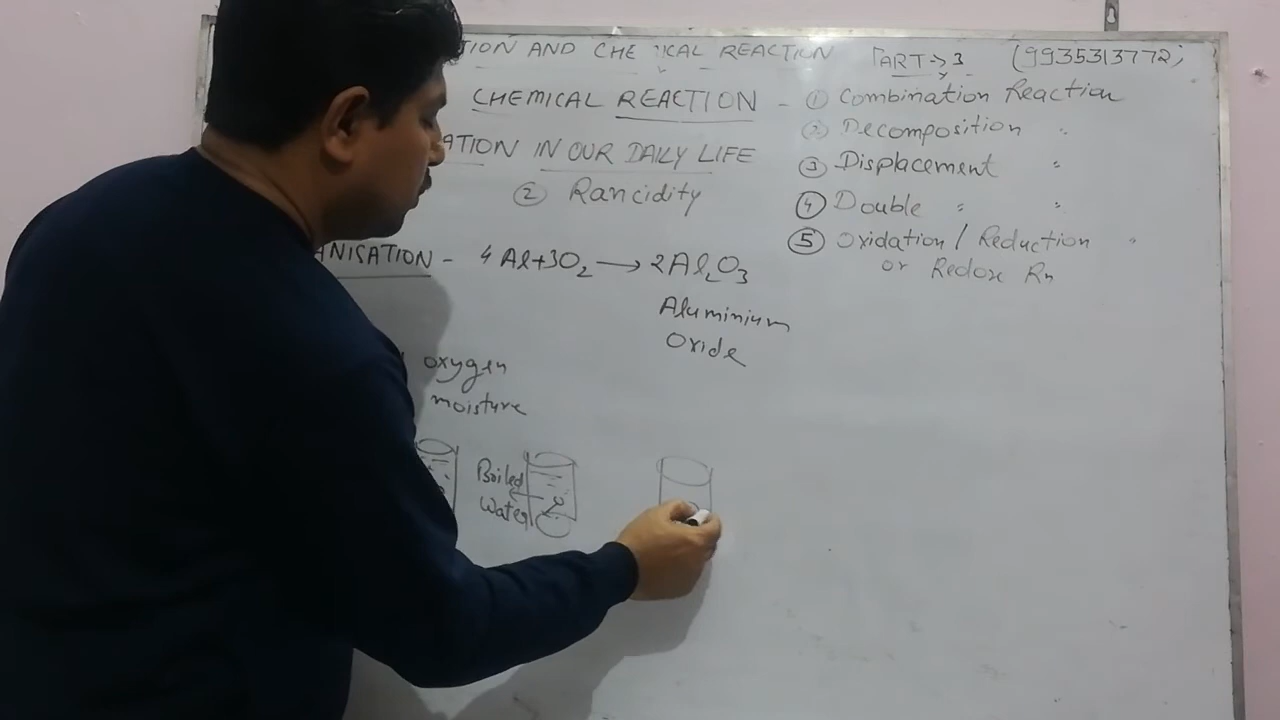 TION AND CHEMICAL REACTION PART→3 (9935313772)
CHEMICAL REACTION - ① Combination Reaction
② Decomposition "
ATION IN OUR DAILY LIFE
③ Displacement "
② Rancidity
④ Double " "
⑤ Oxidation / Reduction "
or Redox Rn
ANISATION - 4Al+3O₂ → 2Al₂O₃
Aluminium
Oxide
oxygen
moisture
Boiled
Water